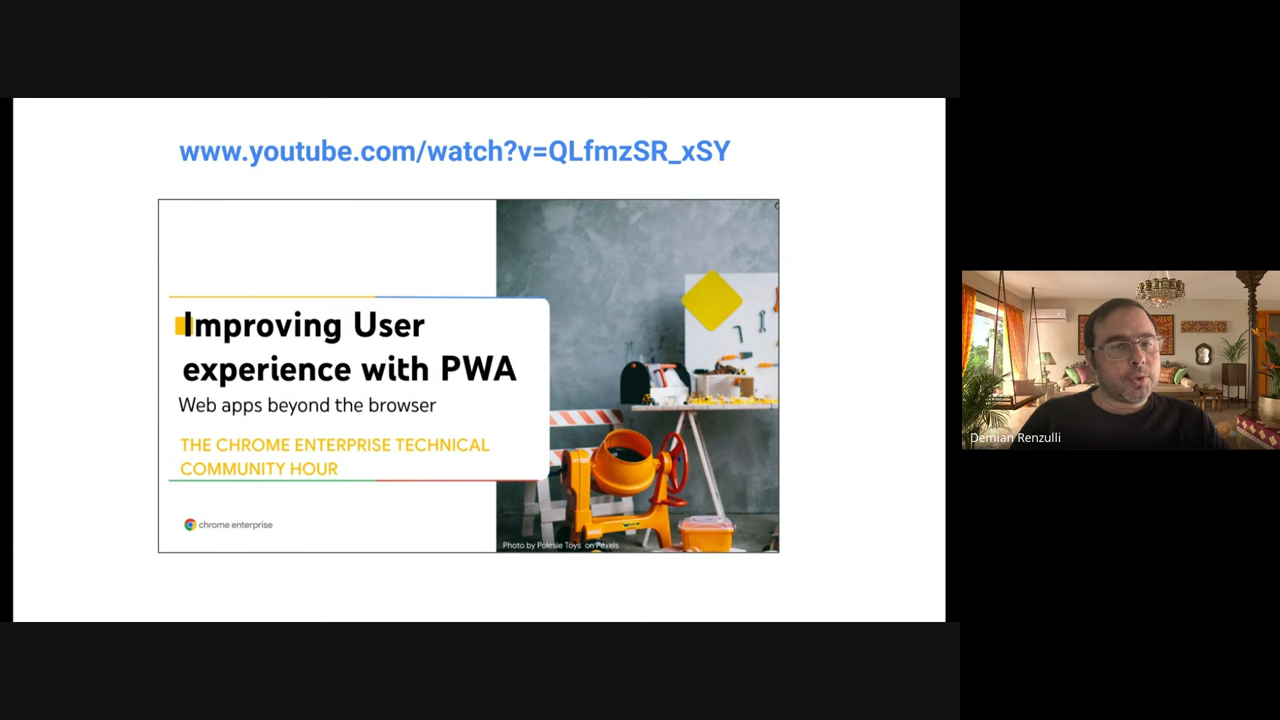 www.youtube.com/watch?v=QLfmzSR_xSY
Improving User
experience with PWA
Web apps beyond the browser
THE CHROME ENTERPRISE TECHNICAL
COMMUNITY HOUR
chrome enterprise
Photo by Polesie Toys on Pexels
Demian Renzulli